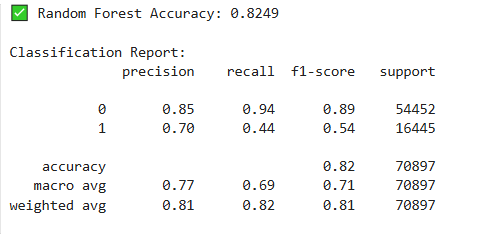 ✅ Random Forest Accuracy: 0.8249
Classification Report:
precision recall f1-score support
0 0.85 0.94 0.89 54452
1 0.70 0.44 0.54 16445
accuracy 0.82 70897
macro avg 0.77 0.69 0.71 70897
weighted avg 0.81 0.82 0.81 70897